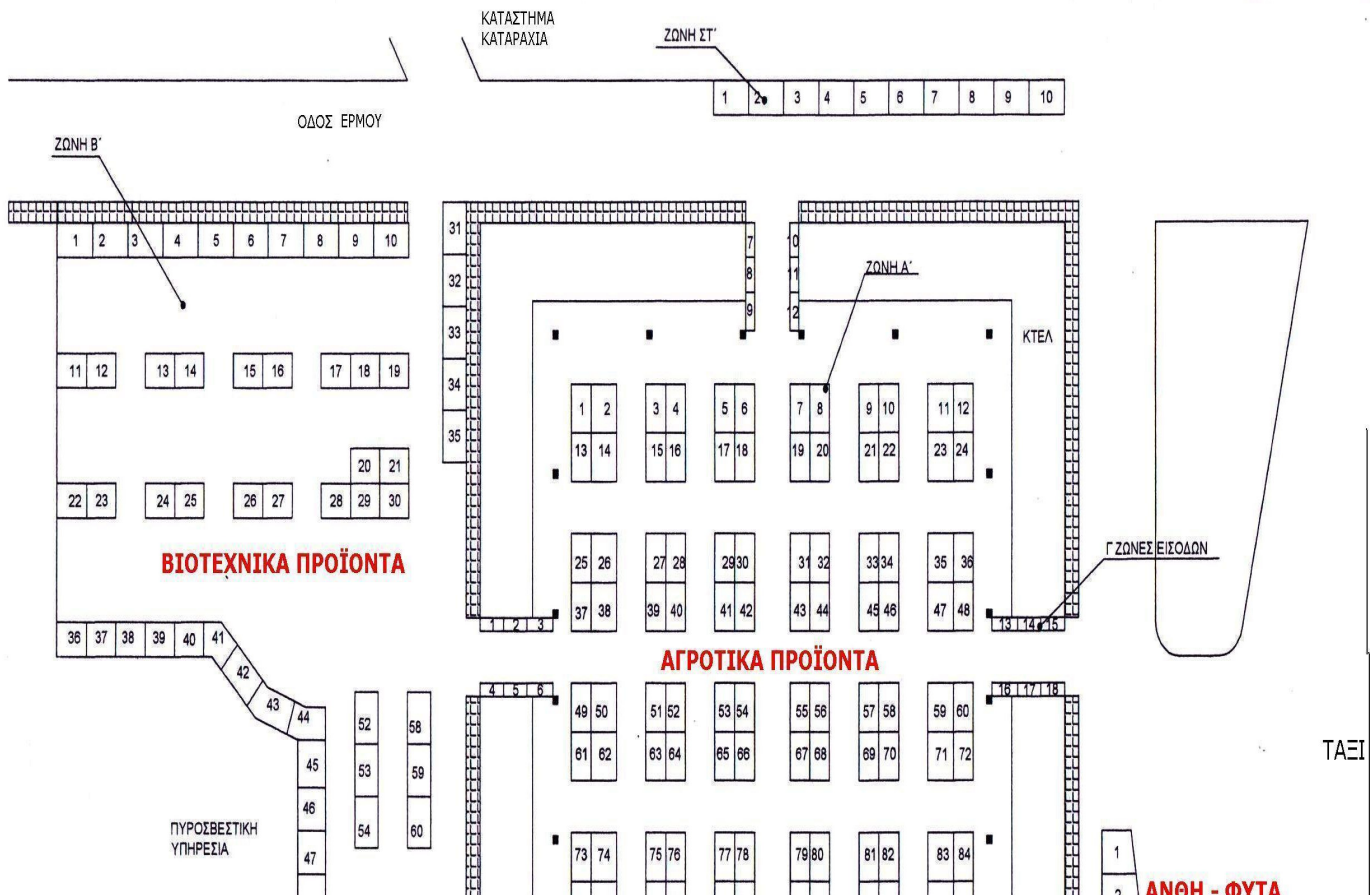 ΚΑΤΑΣΤΗΜΑ
ΚΑΤΑΡΑΧΙΑ
ΖΩΝΗ ΣΤ΄
1 2 3 4 5 6 7 8 9 10
ΟΔΟΣ ΕΡΜΟΥ
ΖΩΝΗ Β΄
1 2 3 4 5 6 7 8 9 10
31
32
33
34
35
7
8
9
10
11
12
ΖΩΝΗ Α΄
ΚΤΕΛ
11 12 13 14 15 16 17 18 19
20 21
22 23 24 25 26 27 28 29 30
ΒΙΟΤΕΧΝΙΚΑ ΠΡΟΪΟΝΤΑ
1 2 3 4 5 6 7 8 9 10 11 12
13 14 15 16 17 18 19 20 21 22 23 24
25 26 27 28 29 30 31 32 33 34 35 36
37 38 39 40 41 42 43 44 45 46 47 48
Γ ΖΩΝΕΣ ΕΙΣΟΔΩΝ
1 2 3
13 14 15
ΑΓΡΟΤΙΚΑ ΠΡΟΪΟΝΤΑ
4 5 6
16 17 18
36 37 38 39 40 41
42
43
44
45
46
47
52
53
54
58
59
60
ΠΥΡΟΣΒΕΣΤΙΚΗ
ΥΠΗΡΕΣΙΑ
49 50 51 52 53 54 55 56 57 58 59 60
61 62 63 64 65 66 67 68 69 70 71 72
73 74 75 76 77 78 79 80 81 82 83 84
ΤΑΞΙ
1
2
ΑΝΘΗ - ΦΥΤΑ